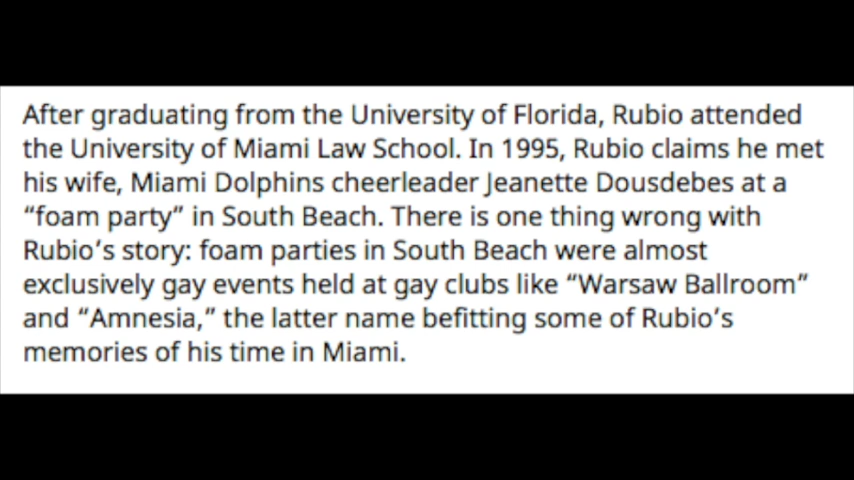 After graduating from the University of Florida, Rubio attended
the University of Miami Law School. In 1995, Rubio claims he met
his wife, Miami Dolphins cheerleader Jeanette Dousdebes at a
“foam party” in South Beach. There is one thing wrong with
Rubio’s story: foam parties in South Beach were almost
exclusively gay events held at gay clubs like “Warsaw Ballroom”
and “Amnesia,” the latter name befitting some of Rubio’s
memories of his time in Miami.